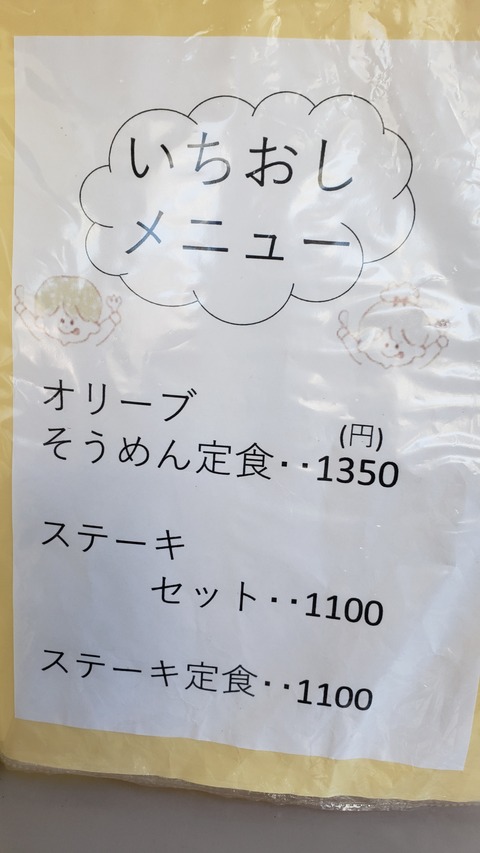 いちおし
メニュー
オリーブ
(円)
そうめん定食‥1350
ステーキ
セット‥1100
ステーキ定食‥1100